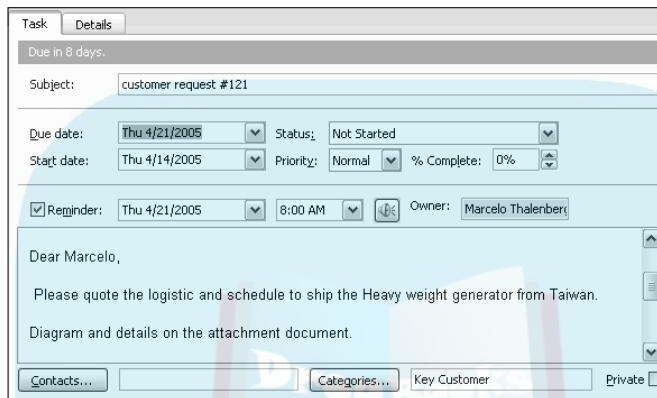 Task Details
Due in 8 days.
Subject: customer request #121
Due date: Thu 4/21/2005 Status: Not Started
Start date: Thu 4/14/2005 Priority: Normal % Complete: 0%
Reminder: Thu 4/21/2005 8:00 AM Owner: Marcelo Thalenberg
Dear Marcelo,
Please quote the logistic and schedule to ship the Heavy weight generator from Taiwan.
Diagram and details on the attachment document.
Contacts... Categories... Key Customer Private